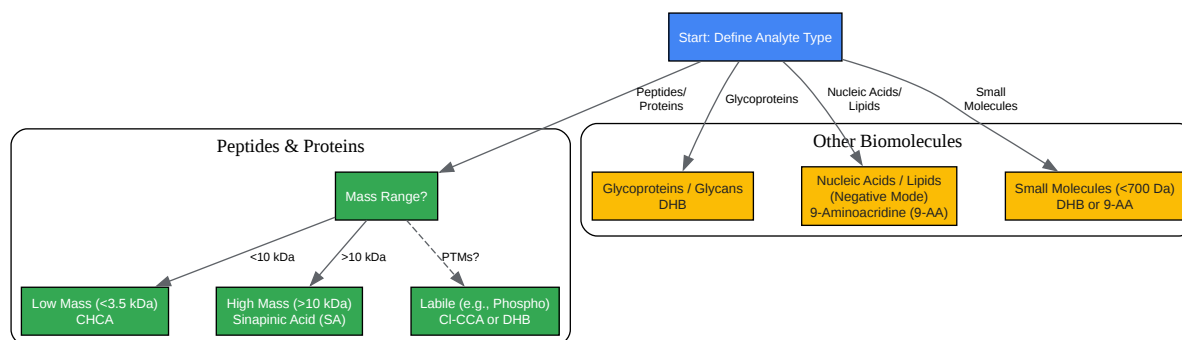 Start: Define Analyte Type
Peptides/
Proteins
Glycoproteins
Nucleic Acids/
Lipids
Small
Molecules
Peptides & Proteins
Other Biomolecules
Mass Range?
Glycoproteins / Glycans
DHB
Nucleic Acids / Lipids
(Negative Mode)
9-Aminoacridine (9-AA)
Small Molecules (<700 Da)
DHB or 9-AA
<10 kDa
>10 kDa
PTMs?
Low Mass (<3.5 kDa)
CHCA
High Mass (>10 kDa)
Sinapinic Acid (SA)
Labile (e.g., Phospho)
Cl-CCA or DHB